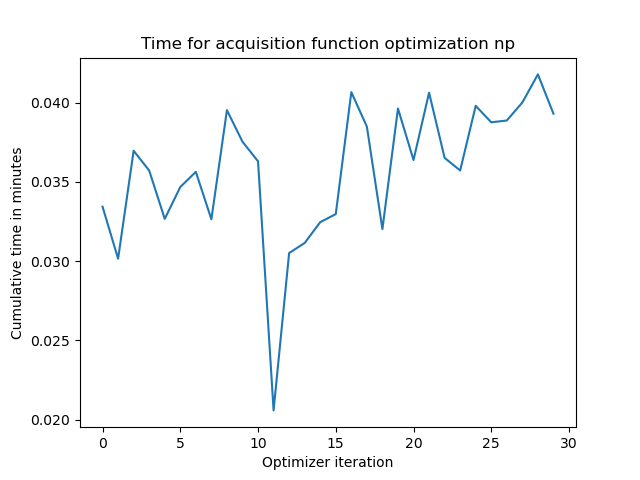 Time for acquisition function optimization np
Cumulative time in minutes
0.040
0.035
0.030
0.025
0.020
0 5 10 15 20 25 30
Optimizer iteration